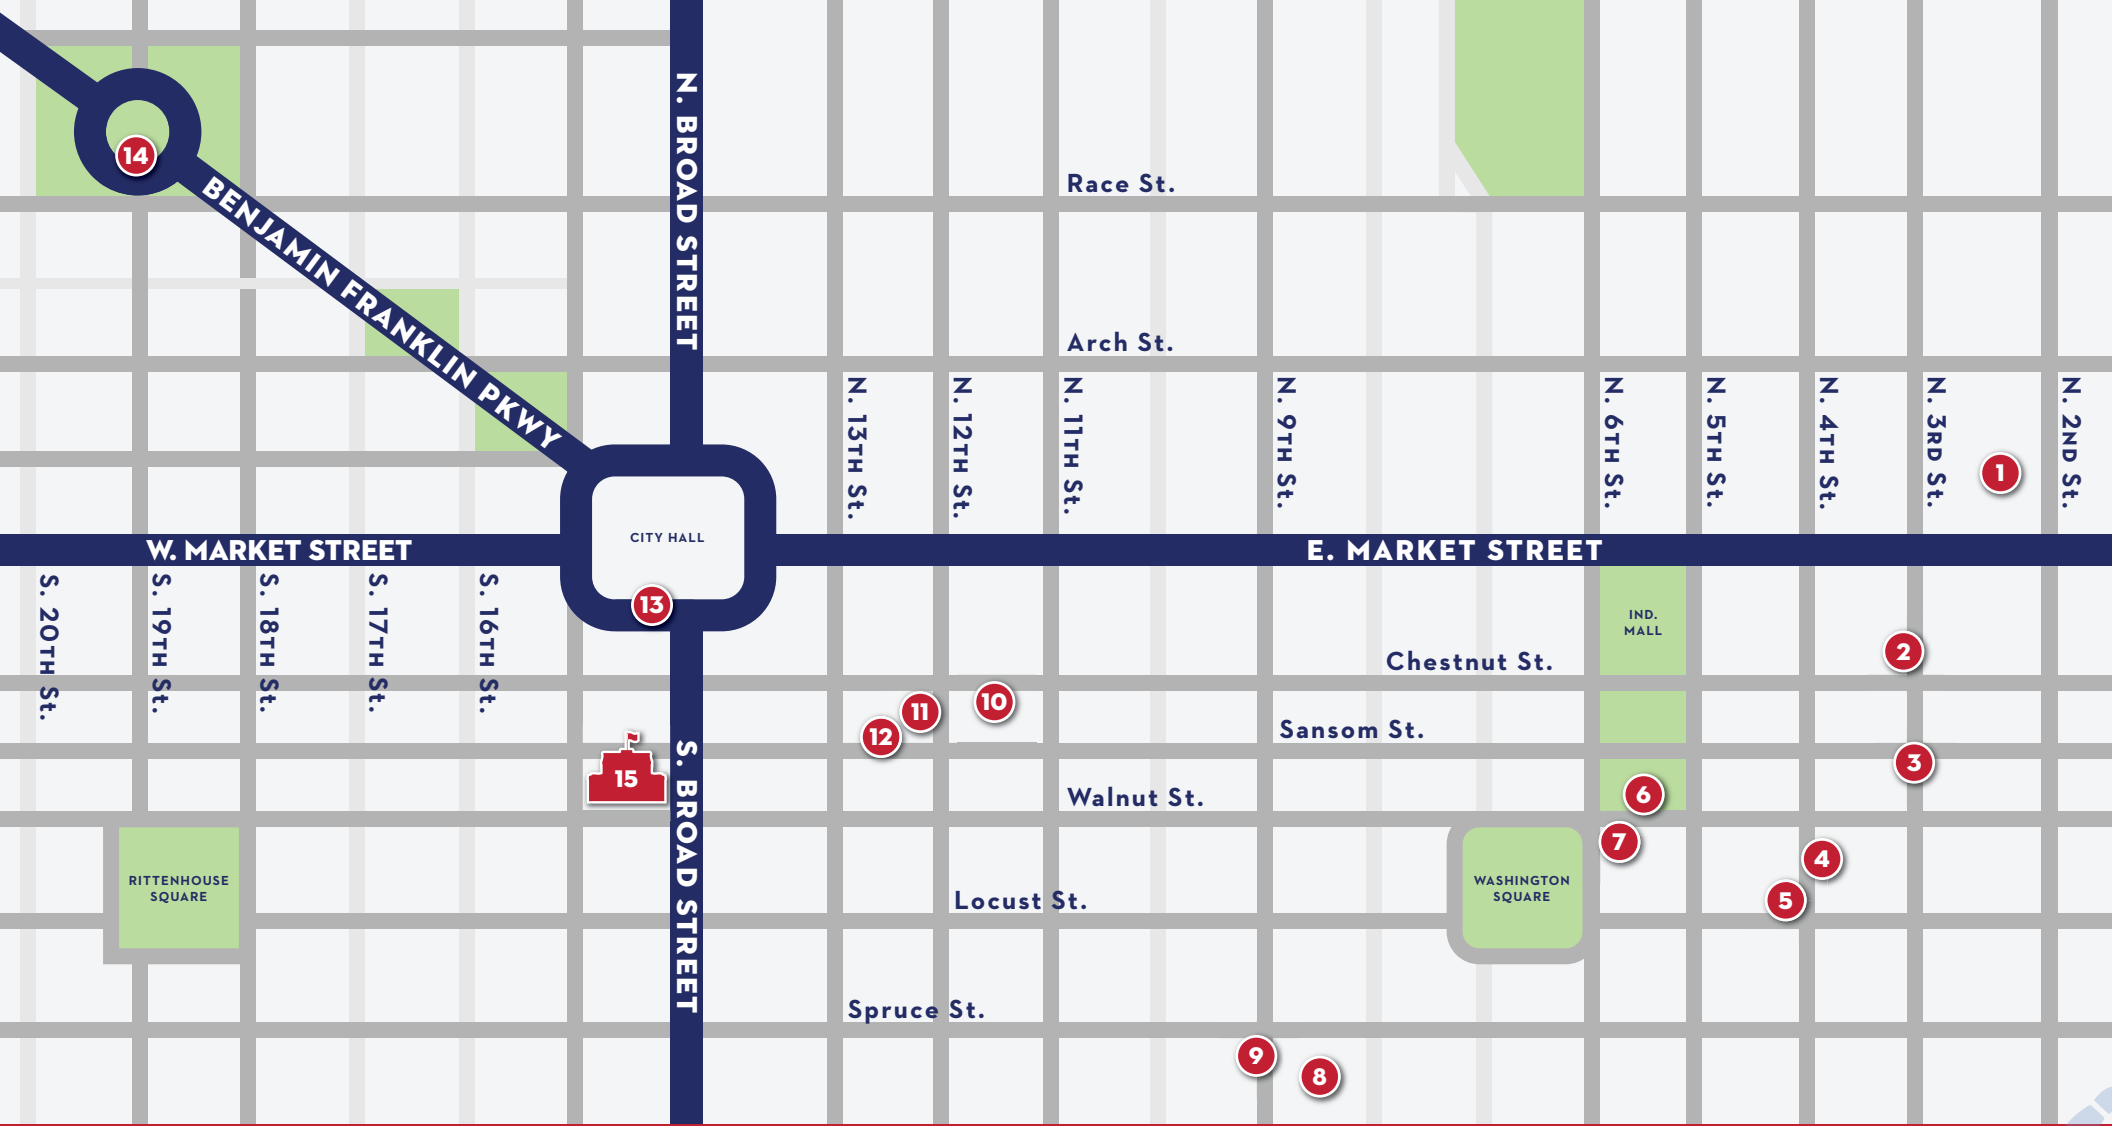 N. BROAD STREET
14
BENJAMIN FRANKLIN PKWY
Race St.
Arch St.
N. 13TH St.
N. 12TH St.
N. 11TH St.
N. 9TH St.
N. 6TH St.
N. 5TH St.
N. 4TH St.
N. 3RD St.
N. 2ND St.
1
CITY HALL
W. MARKET STREET
E. MARKET STREET
S. 20TH St.
S. 19TH St.
S. 18TH St.
S. 17TH St.
S. 16TH St.
13
IND.
MALL
2
Chestnut St.
10
11
12
Sansom St.
3
15
S. BROAD STREET
Walnut St.
6
7
4
5
RITTENHOUSE
SQUARE
WASHINGTON
SQUARE
Locust St.
Spruce St.
9
8